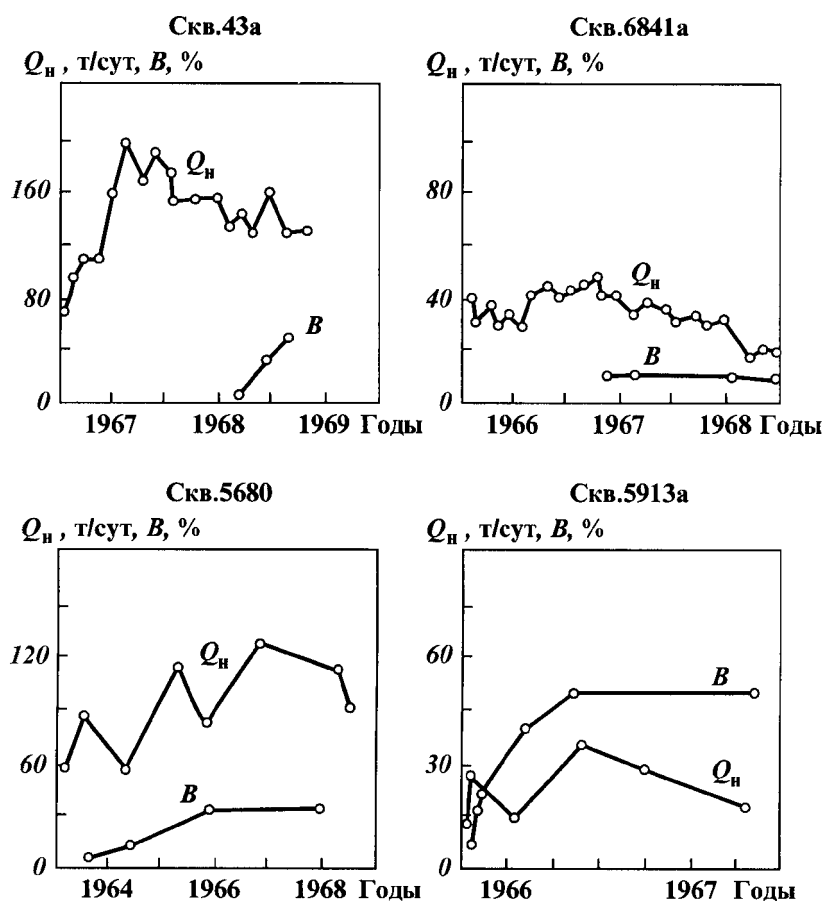 Скв.43а
Qн , т/сут, В, %
160
80
0
Qн
В
1967 1968 1969 Годы
Скв.6841а
Qн , т/сут, В, %
80
40
0
Qн
В
1966 1967 1968 Годы
Скв.5680
Qн , т/сут, В, %
120
60
0
Qн
В
1964 1966 1968 Годы
Скв.5913а
Qн , т/сут, В, %
60
30
0
В
Qн
1966 1967 Годы